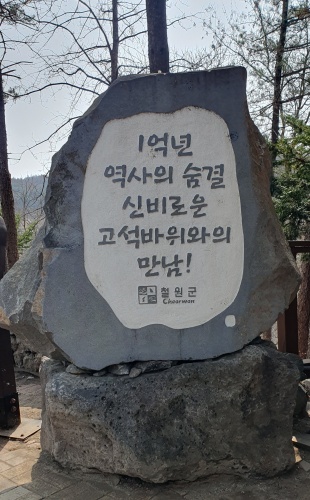 1억년
역사의 숨결
신비로운
고석바위와의
만남!
철원군
Cheorwon